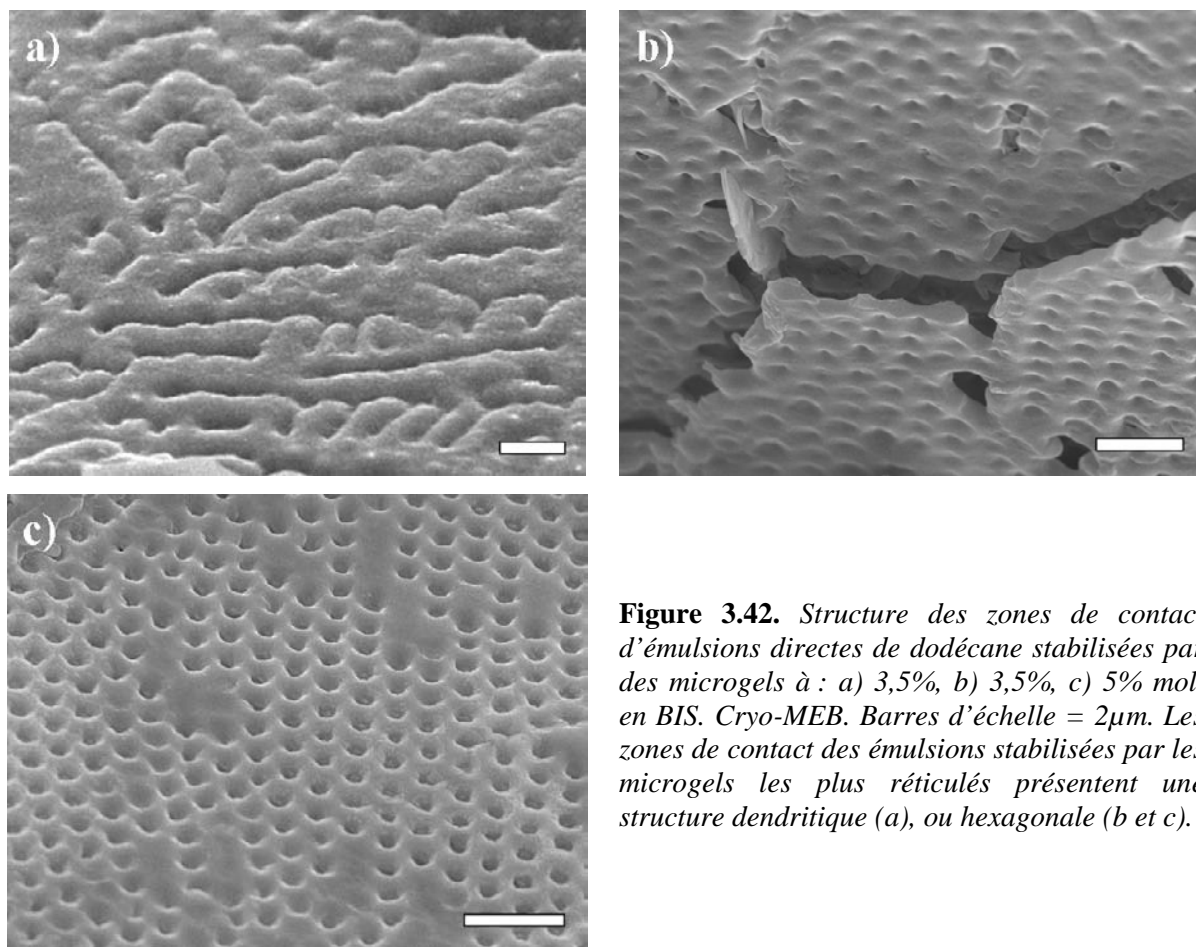 a)
b)
c)
Figure 3.42. Structure des zones de contact
d'émulsions directes de dodécane stabilisées par
des microgels à : a) 3,5%, b) 3,5%, c) 5% mol.
en BIS. Cryo-MEB. Barres d'échelle = 2µm. Les
zones de contact des émulsions stabilisées par les
microgels les plus réticulés présentent une
structure dendritique (a), ou hexagonale (b et c).